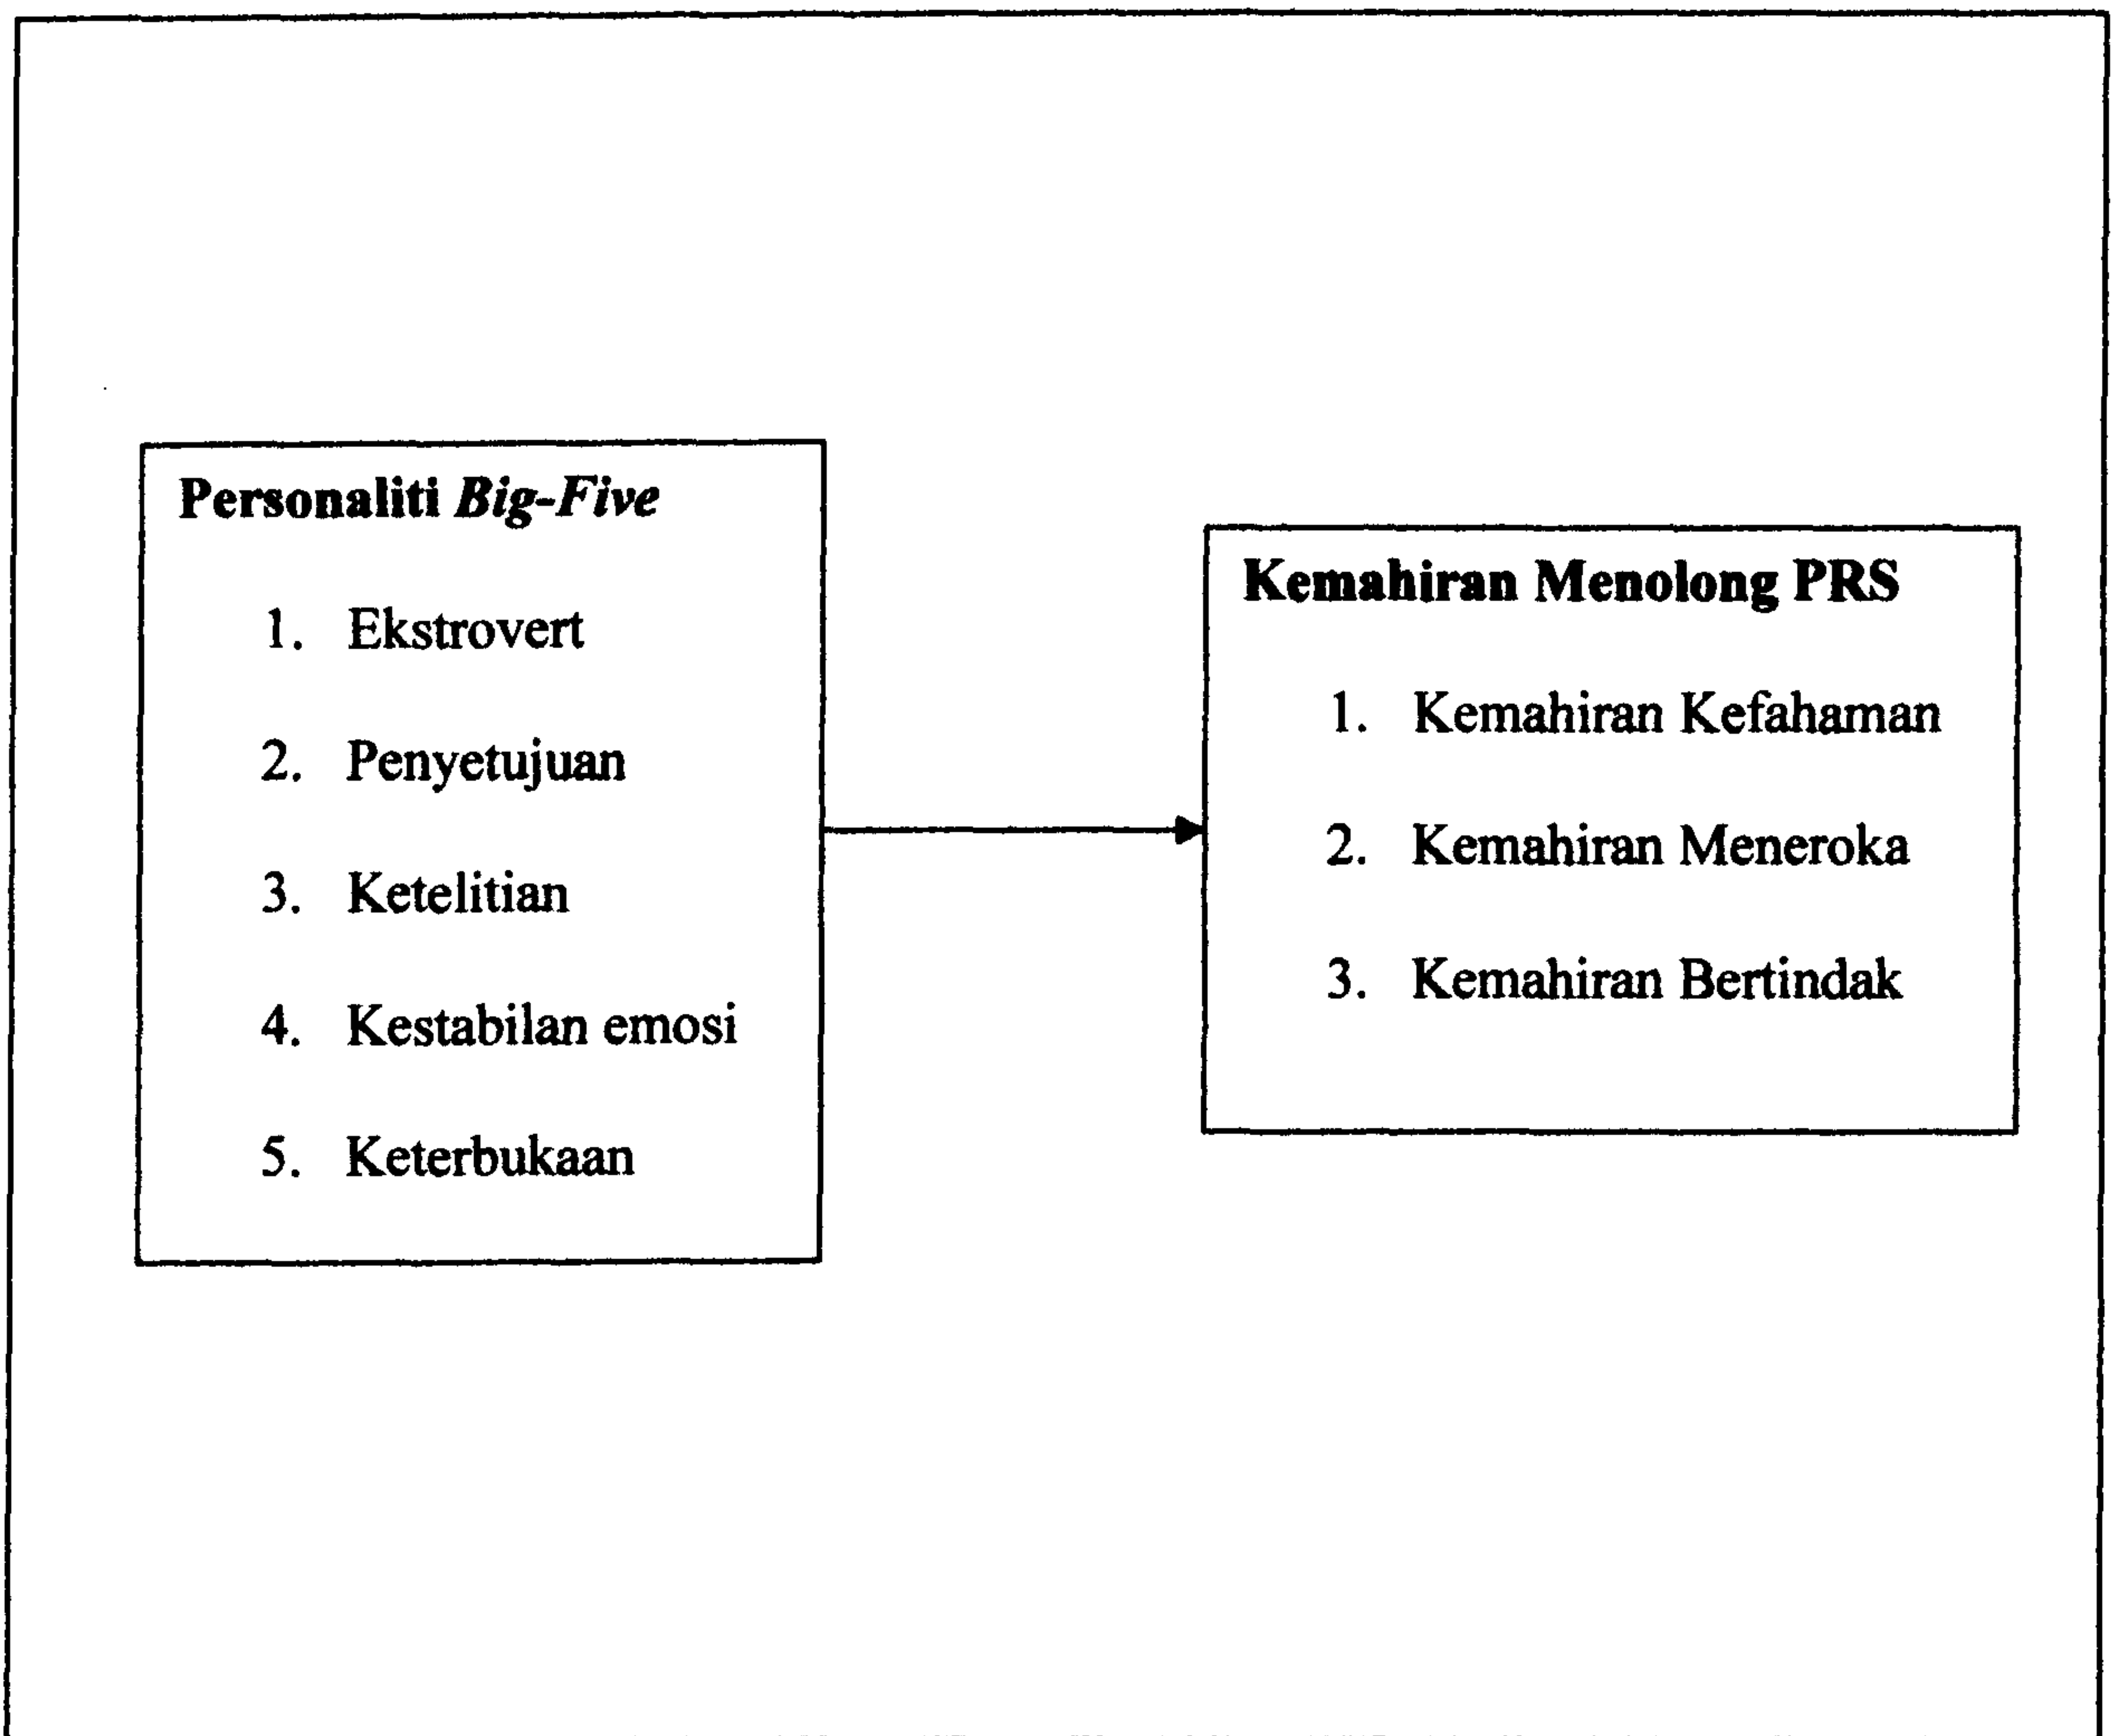 Personaliti Big-Five
1. Ekstrovert
2. Penyetujuan
3. Ketelitian
4. Kestabilan emosi
5. Keterbukaan
Kemahiran Menolong PRS
1. Kemahiran Kefahaman
2. Kemahiran Meneroka
3. Kemahiran Bertindak